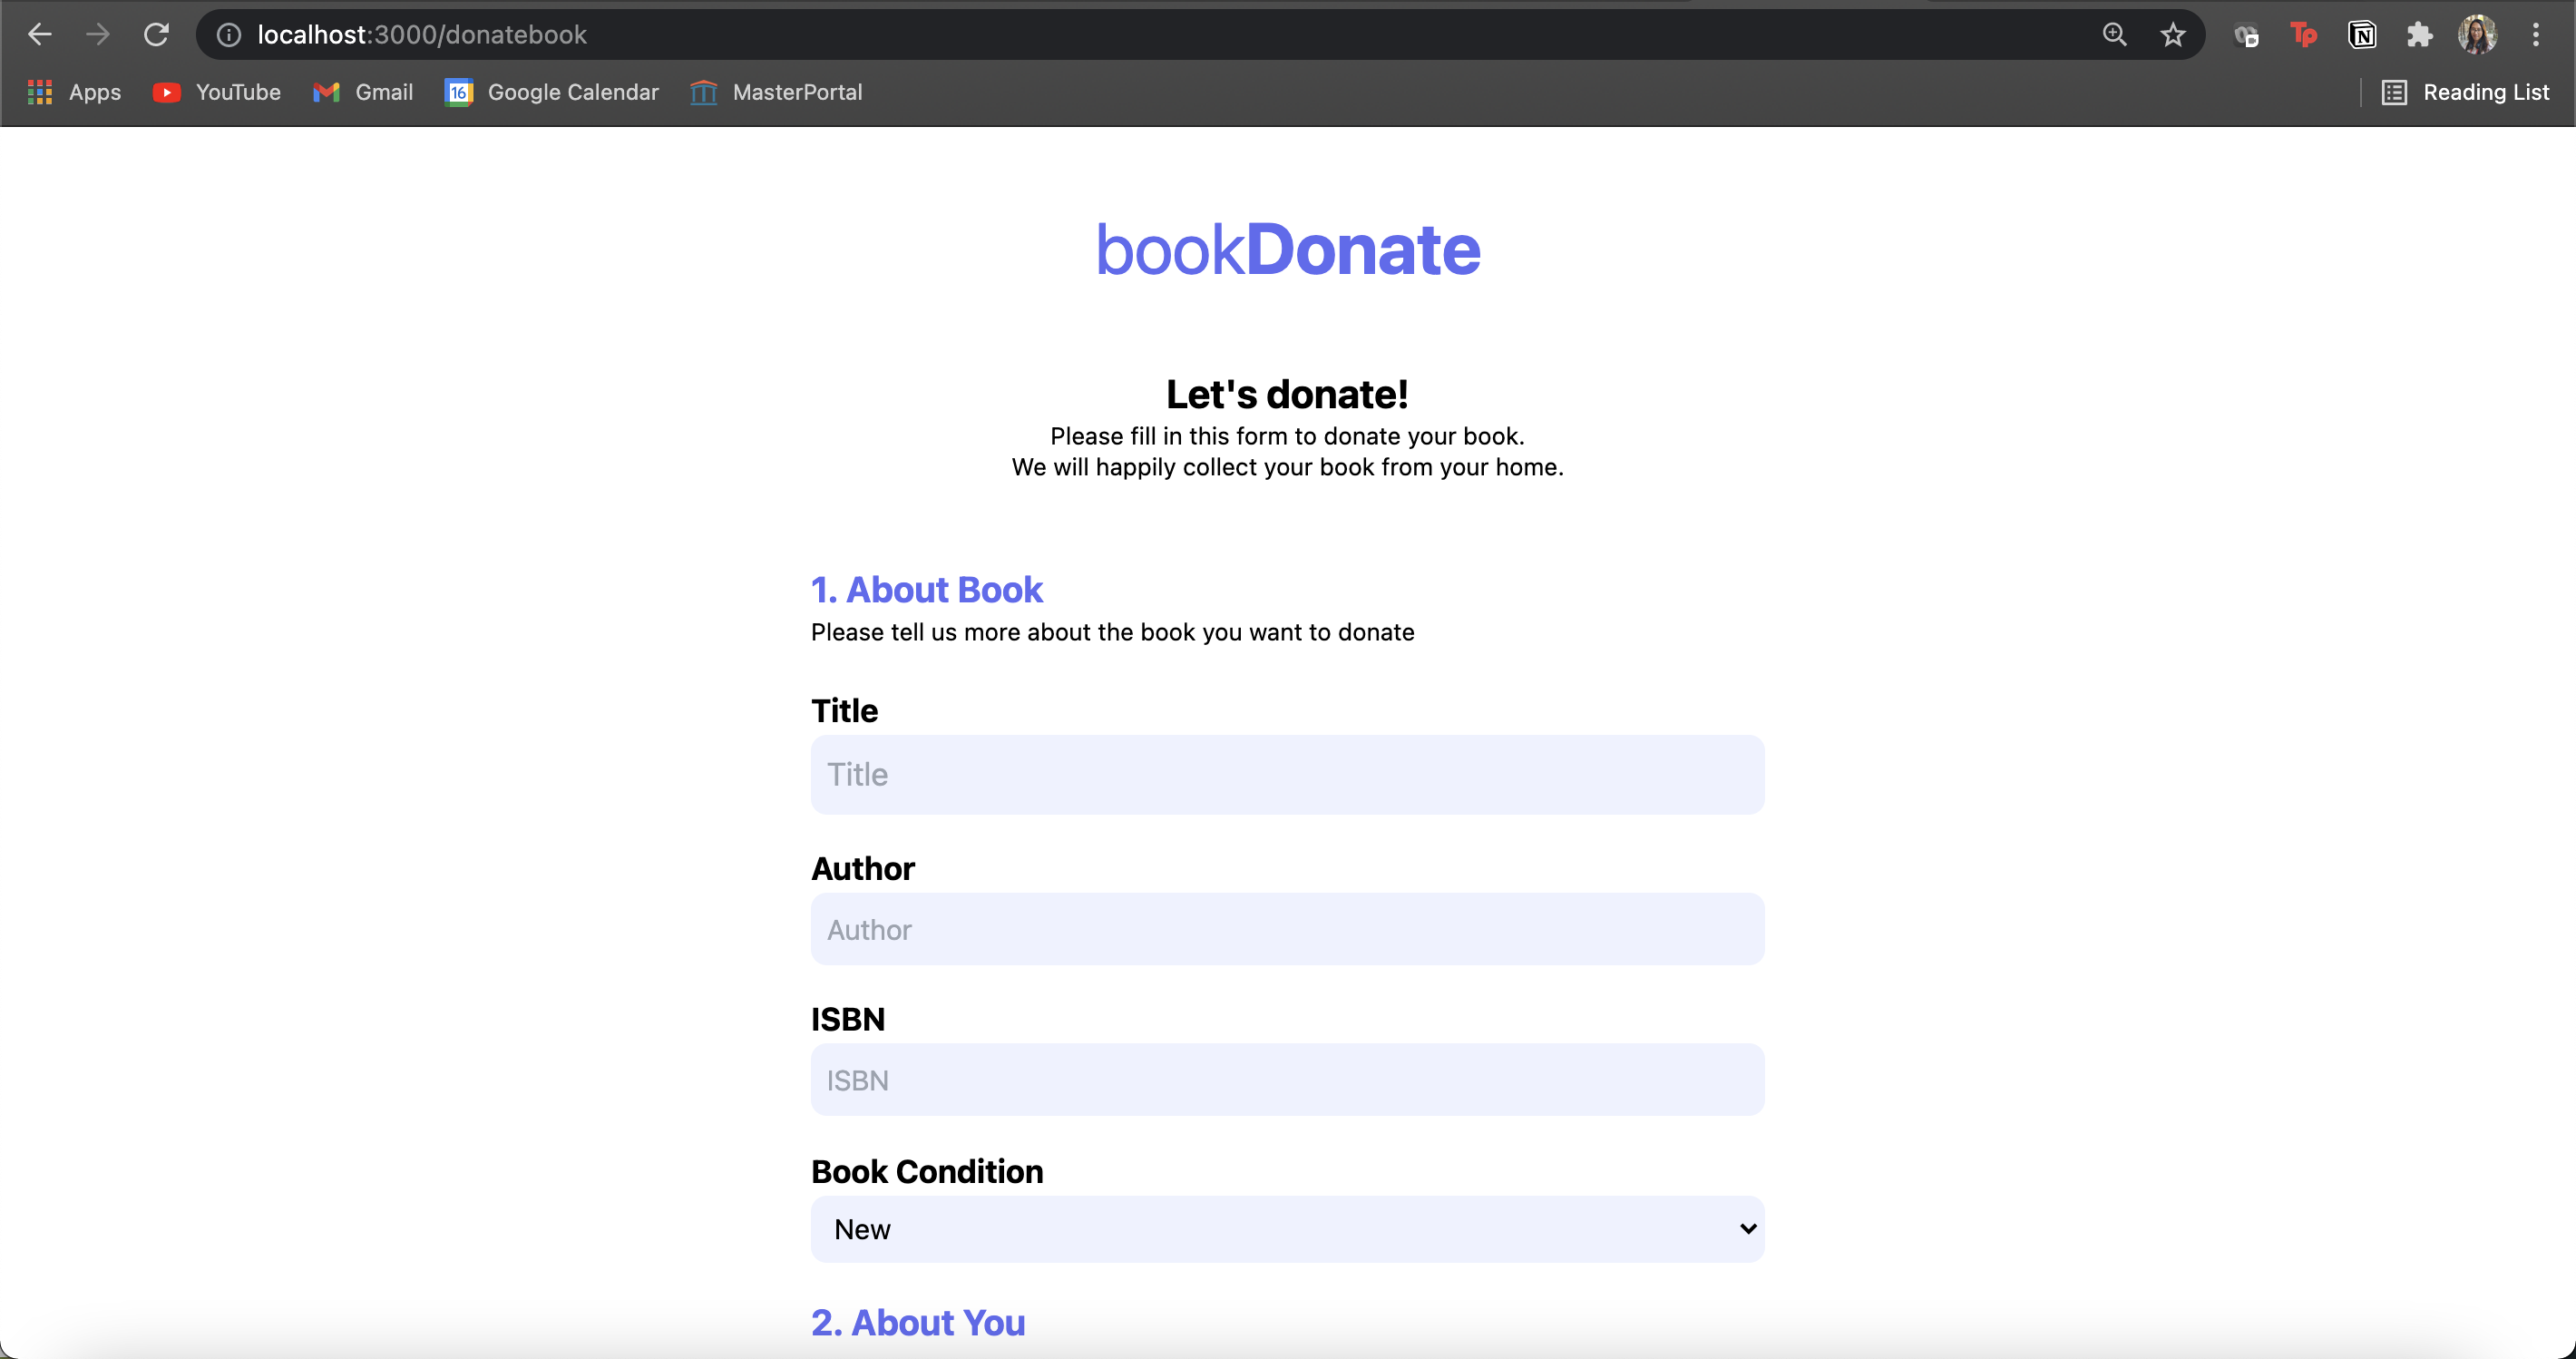 localhost:3000/donatebook
Apps YouTube 16 Gmail Google Calendar MasterPortal Reading List
bookDonate
Let's donate!
Please fill in this form to donate your book.
We will happily collect your book from your home.
1. About Book
Please tell us more about the book you want to donate
Title
Title
Author
Author
ISBN
ISBN
Book Condition
New
2. About You